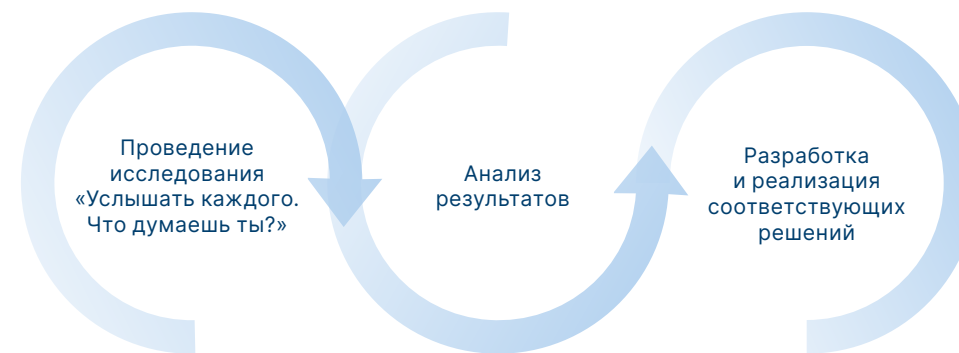 Проведение
исследования
«Услышать каждого.
Что думаешь ты?»
Анализ
результатов
Разработка
и реализация
соответствующих
решений